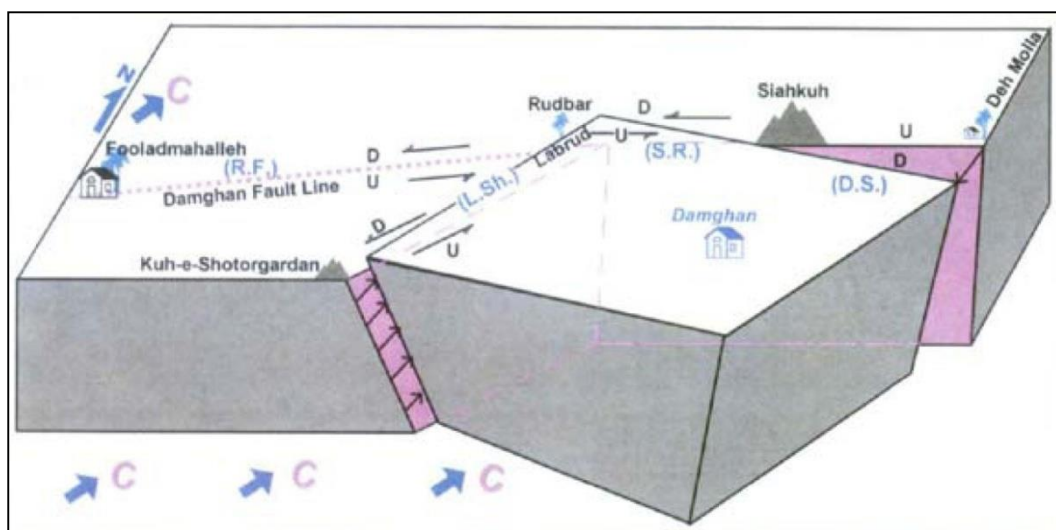 N
C
Deh Molla
Siahkuh
Rudbar
D
U
Fooladmahalleh
(R.F.)
D
U
Labrud
U
(S.R.)
D
(D.S.)
Damghan Fault Line
(L.Sh.)
Damghan
D
U
Kuh-e-Shotorgardan
C
C
C